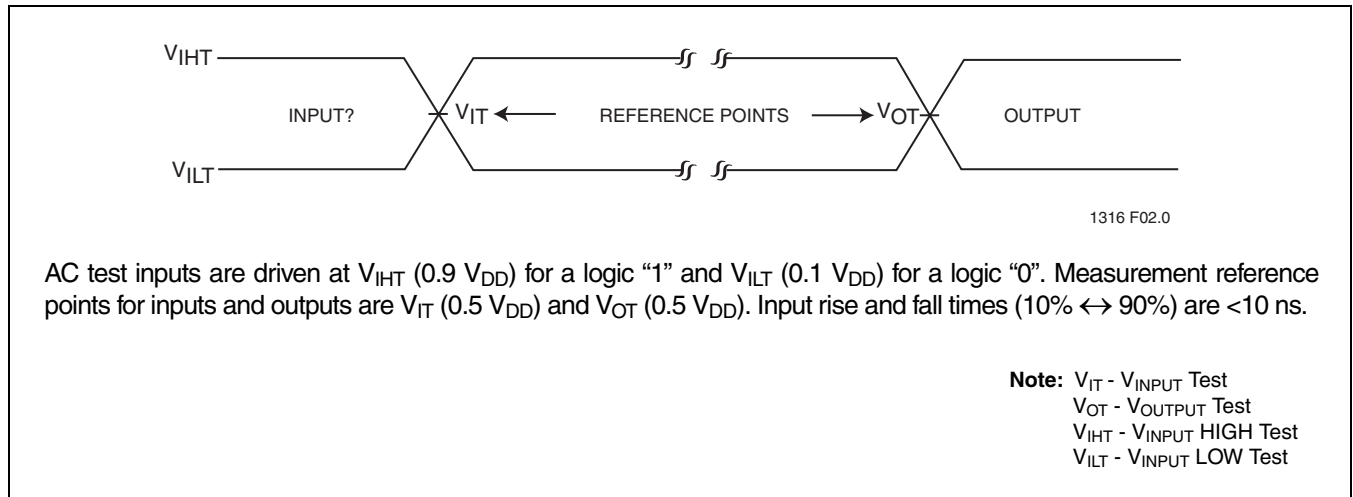 VIHT
INPUT? VIT REFERENCE POINTS VOT OUTPUT
VILT
1316 F02.0
AC test inputs are driven at VIHT (0.9 VDD) for a logic “1” and VILT (0.1 VDD) for a logic “0”. Measurement reference
points for inputs and outputs are VIT (0.5 VDD) and VOT (0.5 VDD). Input rise and fall times (10% ↔ 90%) are <10 ns.
Note: VIT - VINPUT Test
VOT - VOUTPUT Test
VIHT - VINPUT HIGH Test
VILT - VINPUT LOW Test